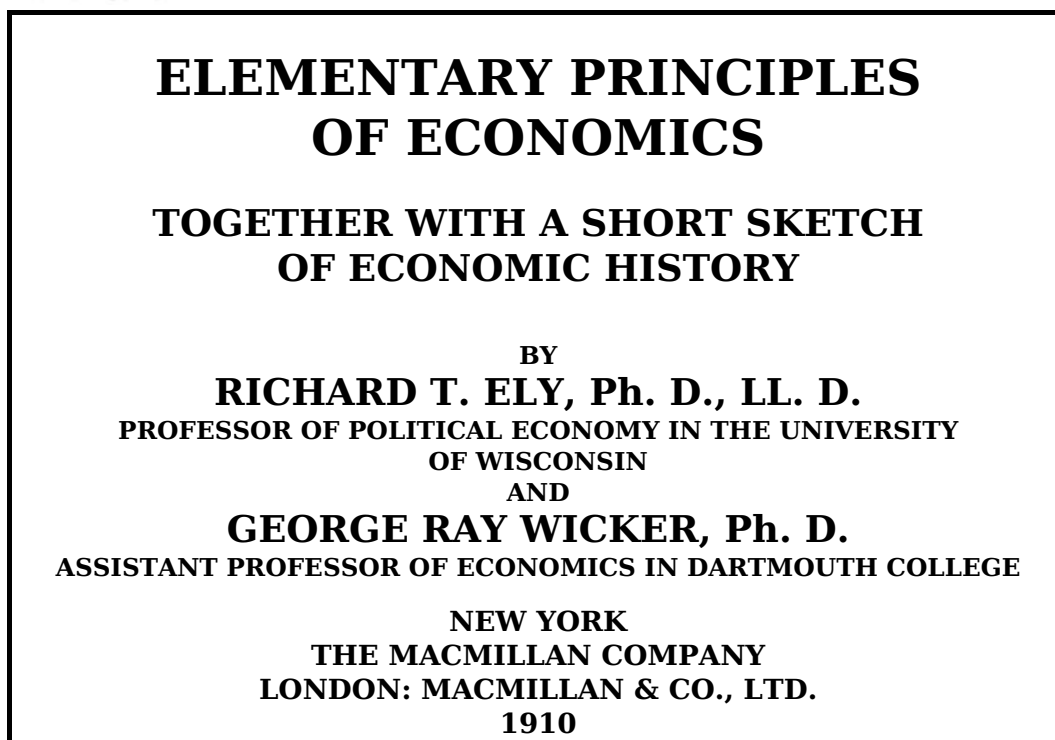 ELEMENTARY PRINCIPLES
OF ECONOMICS
TOGETHER WITH A SHORT SKETCH
OF ECONOMIC HISTORY
BY
RICHARD T. ELY, Ph. D., LL. D.
PROFESSOR OF POLITICAL ECONOMY IN THE UNIVERSITY
OF WISCONSIN
AND
GEORGE RAY WICKER, Ph. D.
ASSISTANT PROFESSOR OF ECONOMICS IN DARTMOUTH COLLEGE
NEW YORK
THE MACMILLAN COMPANY
LONDON: MACMILLAN & CO., LTD.
1910